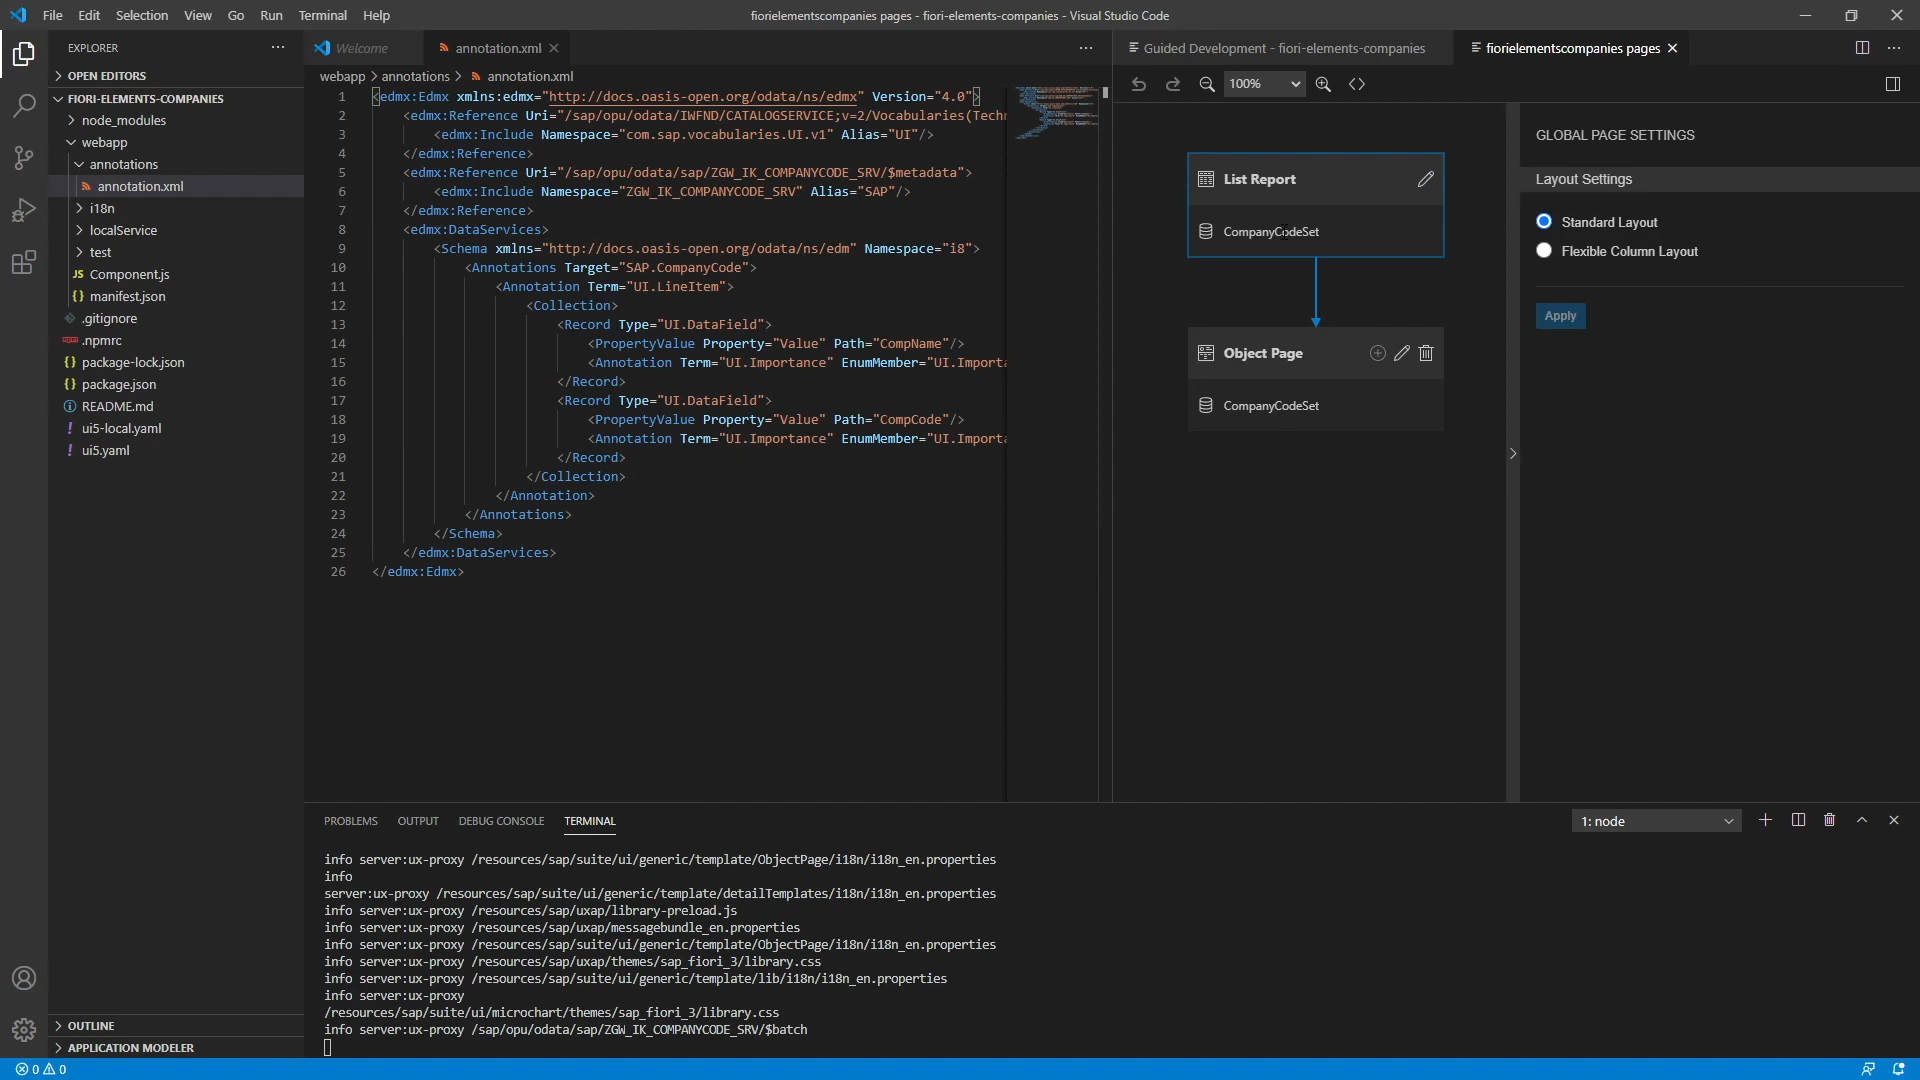 File Edit Selection View Go Run Terminal Help
fiorielementscompanies pages - fiori-elements-companies - Visual Studio Code
EXPLORER
OPEN EDITORS
FIORI-ELEMENTS-COMPANIES
node_modules
webapp
annotations
annotation.xml
i18n
localService
test
JS Component.js
{} manifest.json
.gitignore
.npmrc
{} package-lock.json
{} package.json
README.md
! ui5-local.yaml
! ui5.yaml
OUTLINE
APPLICATION MODELER
Welcome
annotation.xml
webapp > annotations > annotation.xml
1 <edmx:Edmx xmlns:edmx="http://docs.oasis-open.org/odata/ns/edmx" Version="4.0">
2 <edmx:Reference Uri="/sap/opu/odata/IWFND/CATALOGSERVICE;v=2/Vocabularies(Techn
3 <edmx:Include Namespace="com.sap.vocabularies.UI.v1" Alias="UI"/>
4 </edmx:Reference>
5 <edmx:Reference Uri="/sap/opu/odata/sap/ZGW_IK_COMPANYCODE_SRV/$metadata">
6 <edmx:Include Namespace="ZGW_IK_COMPANYCODE_SRV" Alias="SAP"/>
7 </edmx:Reference>
8 <edmx:DataServices>
9 <Schema xmlns="http://docs.oasis-open.org/odata/ns/edm" Namespace="i8">
10 <Annotations Target="SAP.CompanyCode">
11 <Annotation Term="UI.LineItem">
12 <Collection>
13 <Record Type="UI.DataField">
14 <PropertyValue Property="Value" Path="CompName"/>
15 <Annotation Term="UI.Importance" EnumMember="UI.Importa
16 </Record>
17 <Record Type="UI.DataField">
18 <PropertyValue Property="Value" Path="CompCode"/>
19 <Annotation Term="UI.Importance" EnumMember="UI.Importa
20 </Record>
21 </Collection>
22 </Annotation>
23 </Annotations>
24 </Schema>
25 </edmx:DataServices>
26 </edmx:Edmx>
Guided Development - fiori-elements-companies
fiorielementscompanies pages
100%
List Report
CompanyCodeSet
Object Page
CompanyCodeSet
GLOBAL PAGE SETTINGS
Layout Settings
Standard Layout
Flexible Column Layout
Apply
PROBLEMS OUTPUT DEBUG CONSOLE TERMINAL
1: node
info server:ux-proxy /resources/sap/suite/ui/generic/template/ObjectPage/i18n/i18n_en.properties
info
server:ux-proxy /resources/sap/suite/ui/generic/template/detailTemplates/i18n/i18n_en.properties
info server:ux-proxy /resources/sap/uxap/library-preload.js
info server:ux-proxy /resources/sap/uxap/messagebundle_en.properties
info server:ux-proxy /resources/sap/suite/ui/generic/template/ObjectPage/i18n/i18n_en.properties
info server:ux-proxy /resources/sap/uxap/themes/sap_fiori_3/library.css
info server:ux-proxy /resources/sap/suite/ui/generic/template/lib/i18n/i18n_en.properties
info server:ux-proxy
/resources/sap/suite/ui/microchart/themes/sap_fiori_3/library.css
info server:ux-proxy /sap/opu/odata/sap/ZGW_IK_COMPANYCODE_SRV/$batch
0 0